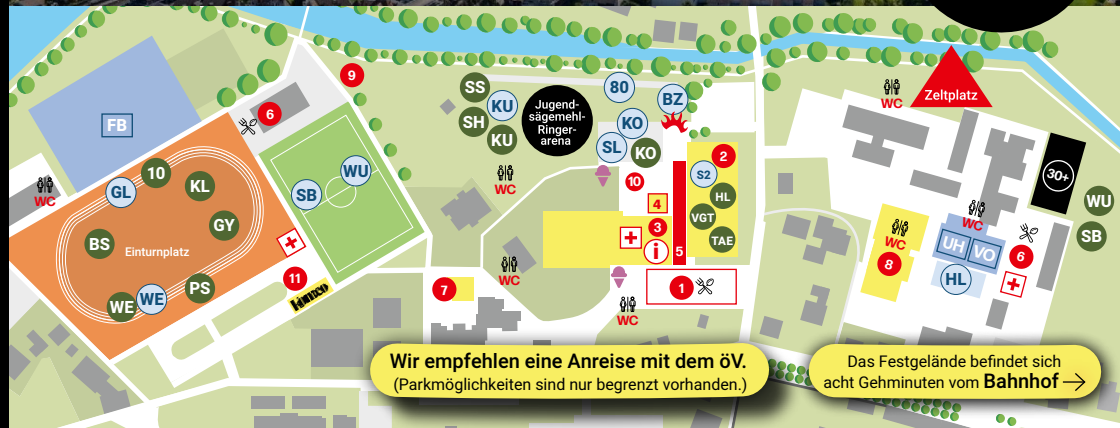 FB
WC
GL
10
KL
GY
BS
Einturnplatz
WE
WE
PS
6
9
SB
WU
11
SS
KU
SH
KU
Jugend-
sägemehl-
Ringer-
arena
WC
80
BZ
KO
SL
KO
10
4
3
i
5
2
S2
HL
VGT
TAE
1
WC
WC
7
WC
Zeltplatz
30+
WU
SB
WC
8
WC
UH
VO
HL
6
Wir empfehlen eine Anreise mit dem öV.
(Parkmöglichkeiten sind nur begrenzt vorhanden.)
Das Festgelände befindet sich
acht Gehminuten vom Bahnhof →